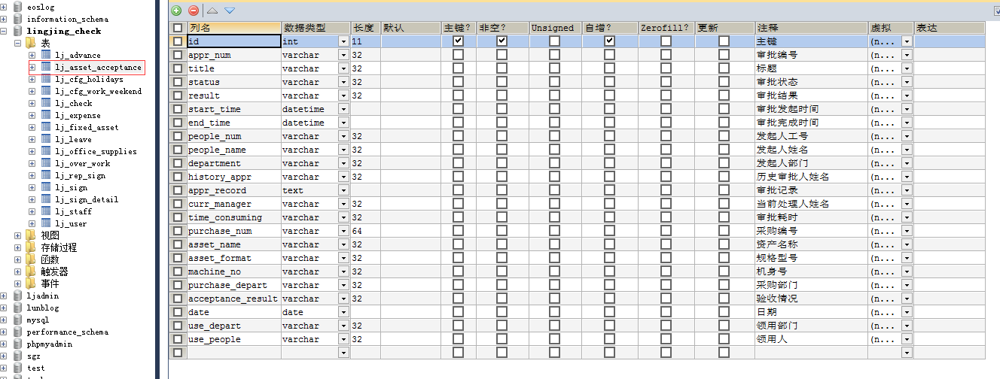 eoslog
information_schema
lingjing_check
表
lj_advance
lj_asset_acceptance
lj_cfg_holidays
lj_cfg_work_weekend
lj_check
lj_expense
lj_fixed_asset
lj_leave
lj_office_supplies
lj_over_work
lj_rep_sign
lj_sign
lj_sign_detail
lj_staff
lj_user
视图
存储过程
函数
触发器
事件
ljadmin
lunblog
mysql
performance_schema
phpmyadmin
sgz
test
列名 数据类型 长度 默认 主键? 非空? Unsigned 自增? Zerofill? 更新 注释 虚拟 表达
id int 11 主键 (n...
appr_num varchar 32 审批编号 (n...
title varchar 32 标题 (n...
status varchar 32 审批状态 (n...
result varchar 32 审批结果 (n...
start_time datetime 审批发起时间 (n...
end_time datetime 审批完成时间 (n...
people_num varchar 32 发起人工号 (n...
people_name varchar 32 发起人姓名 (n...
department varchar 32 发起人部门 (n...
history_appr varchar 32 历史审批人姓名 (n...
appr_record text 审批记录 (n...
curr_manager varchar 32 当前处理人姓名 (n...
time_consuming varchar 32 审批耗时 (n...
purchase_num varchar 64 采购编号 (n...
asset_name varchar 32 资产名称 (n...
asset_format varchar 32 规格型号 (n...
machine_no varchar 32 机身号 (n...
purchase_depart varchar 32 采购部门 (n...
acceptance_result varchar 32 验收情况 (n...
date date 日期 (n...
use_depart varchar 32 领用部门 (n...
use_people varchar 32 领用人 (n...